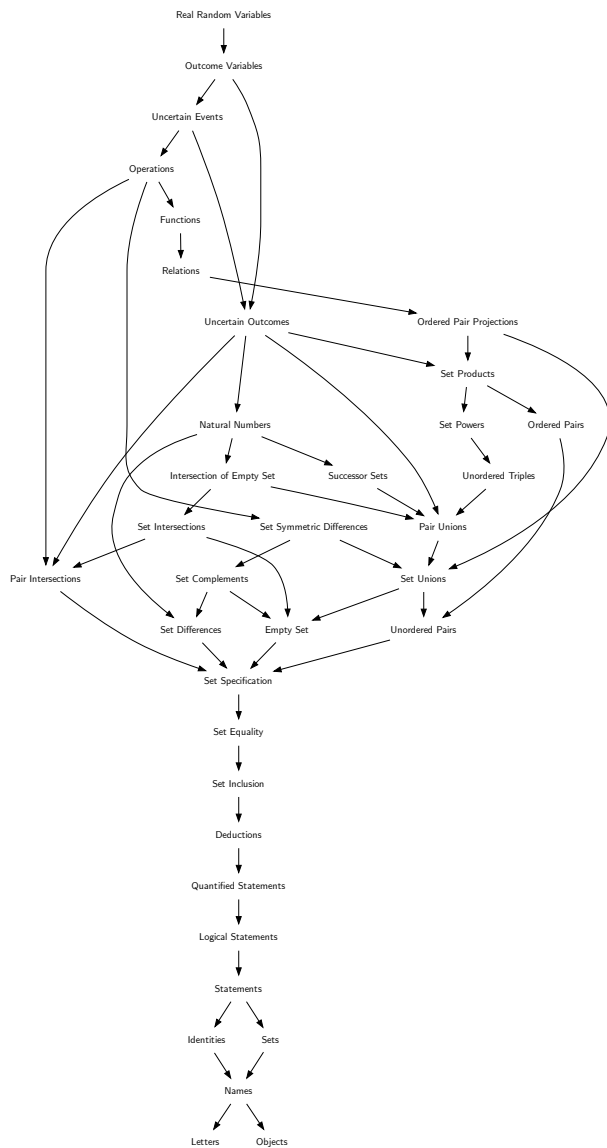 Real Random Variables
Outcome Variables
Uncertain Events
Operations
Functions
Relations
Uncertain Outcomes
Ordered Pair Projections
Set Products
Natural Numbers
Set Powers
Ordered Pairs
Intersection of Empty Set
Successor Sets
Unordered Triples
Set Intersections
Set Symmetric Differences
Pair Unions
Pair Intersections
Set Complements
Set Unions
Set Differences
Empty Set
Unordered Pairs
Set Specification
Set Equality
Set Inclusion
Deductions
Quantified Statements
Logical Statements
Statements
Identities
Sets
Names
Letters
Objects